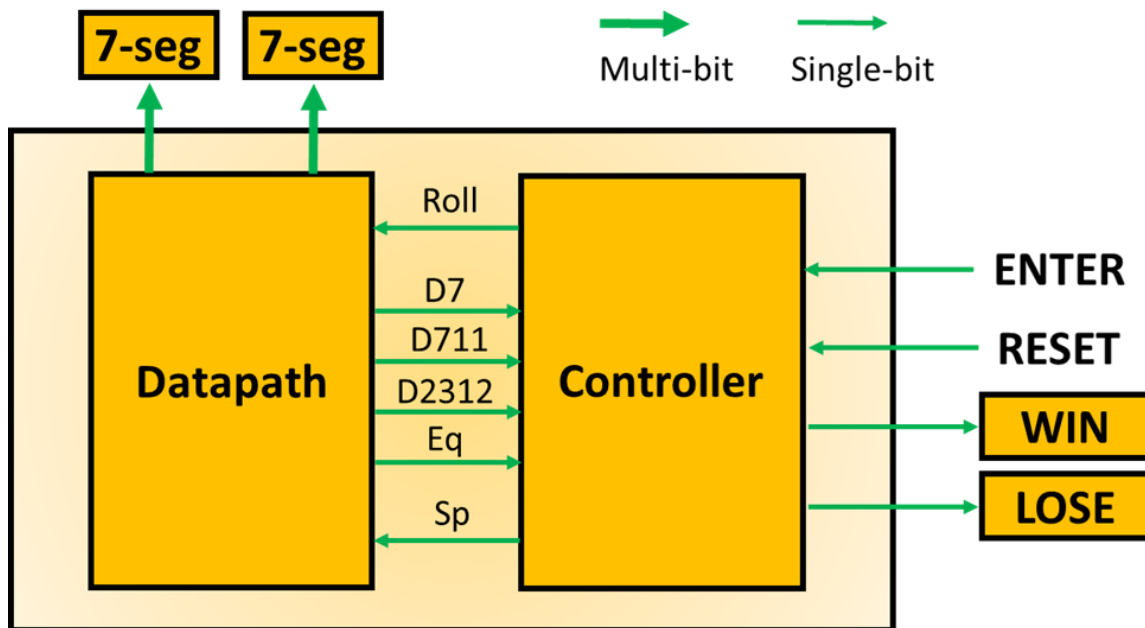 7-seg
7-seg
Multi-bit
Single-bit
Roll
D7
D711
D2312
Eq
Sp
Datapath
Controller
ENTER
RESET
WIN
LOSE